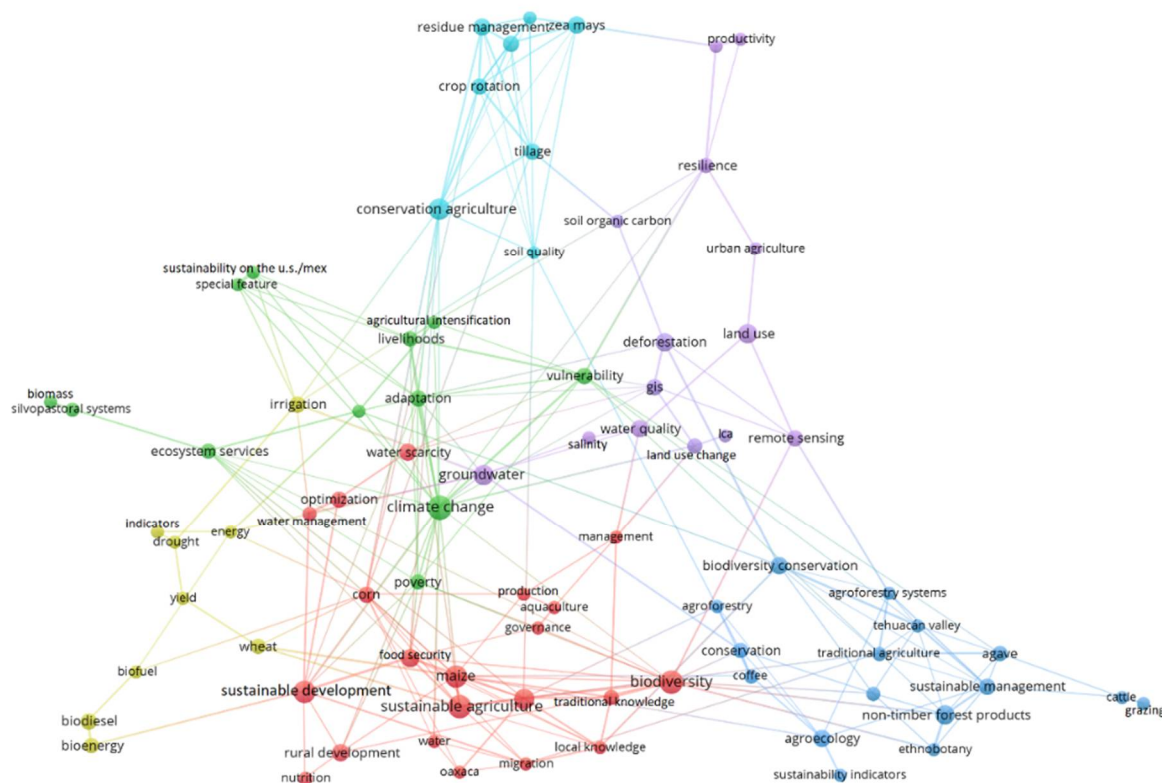 residue management
zea mays
productivity
crop rotation
tillage
resilience
conservation agriculture
soil organic carbon
soil quality
urban agriculture
sustainability on the u.s./mex
special feature
agricultural intensification
livelihoods
deforestation
land use
vulnerability
gis
biomass
silvopastoral systems
irrigation
adaptation
water quality
lca
salinity
remote sensing
ecosystem services
water scarcity
land use change
groundwater
optimization
climate change
water management
indicators
energy
drought
management
biodiversity conservation
poverty
production
corn
agroforestry systems
yield
aquaculture
agroforestry
tehuacán valley
governance
wheat
food security
conservation
traditional agriculture
agave
biofuel
maize
coffee
biodiversity
sustainable management
sustainable development
cattle
traditional knowledge
sustainable agriculture
grazing
non-timber forest products
biodiesel
water
agroecology
bioenergy
rural development
local knowledge
ethnobotany
migration
oaxaca
nutrition
sustainability indicators